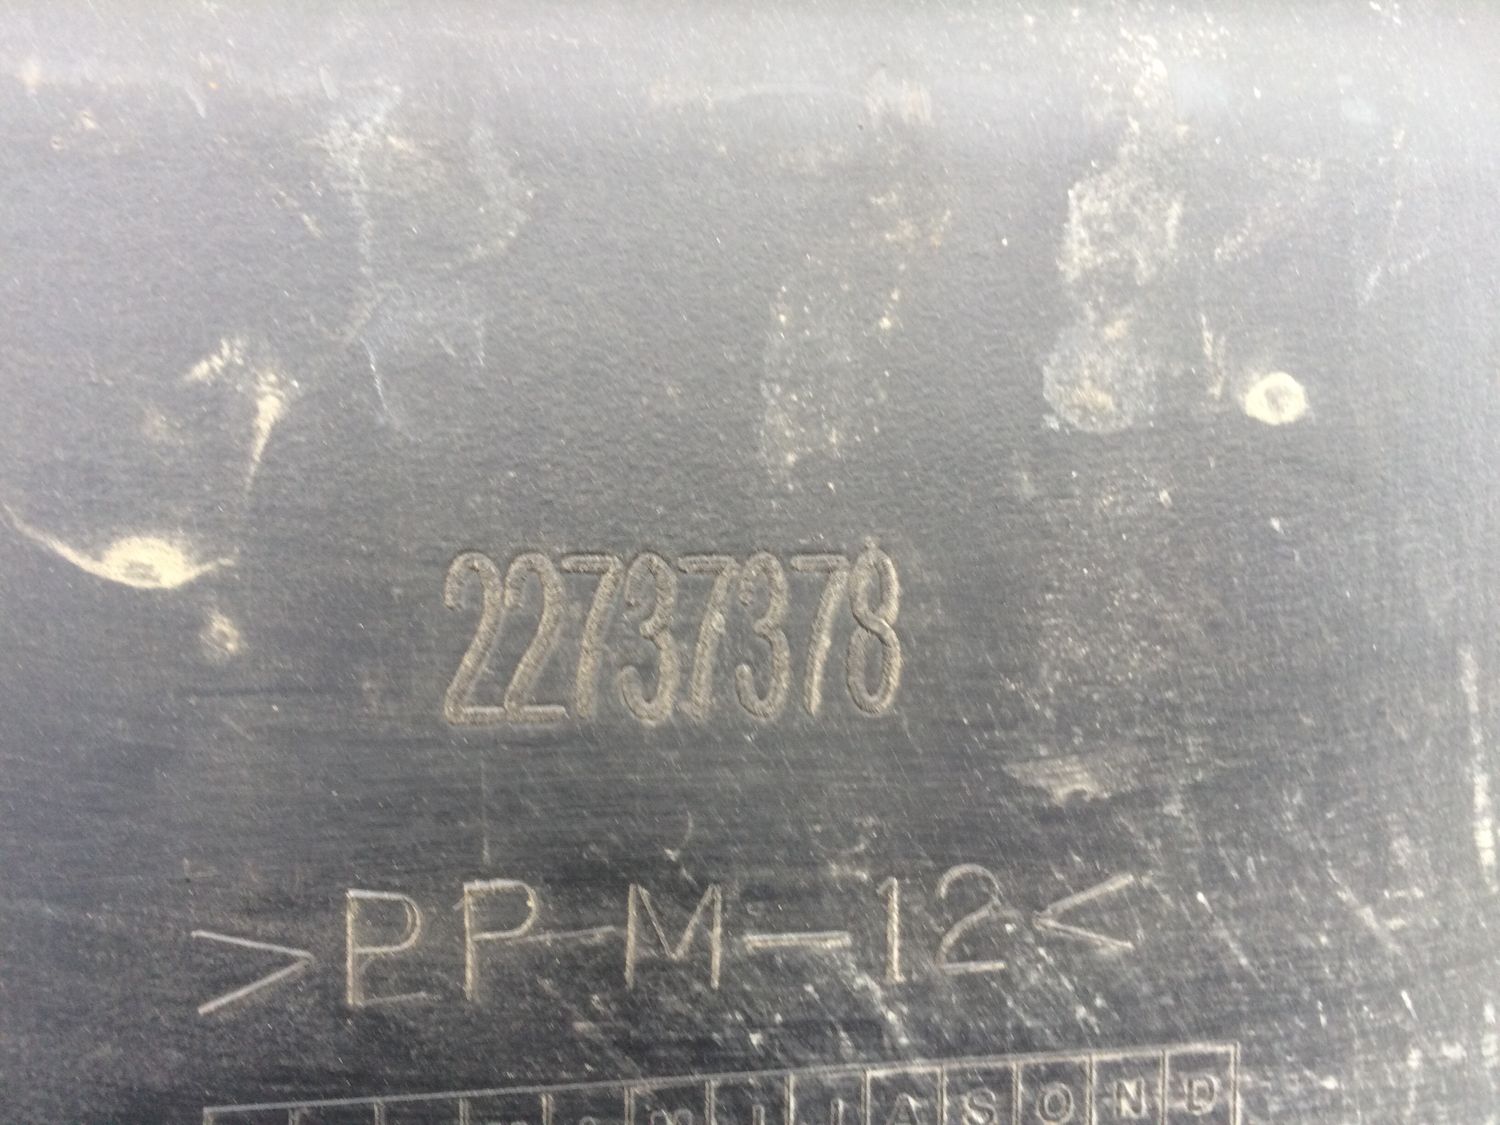 22737378
>PP-M-12<
M J J A S O N D